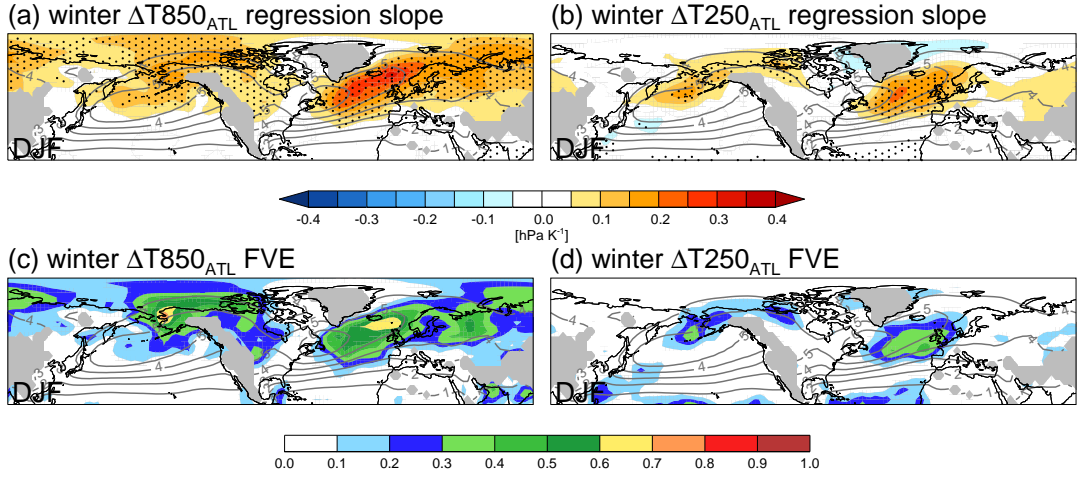 (a) winter ΔT850ATL regression slope
(b) winter ΔT250ATL regression slope
DJF
DJF
-0.4 -0.3 -0.2 -0.1 0.0 0.1 0.2 0.3 0.4
[hPa K-1]
(c) winter ΔT850ATL FVE
(d) winter ΔT250ATL FVE
DJF
DJF
0.0 0.1 0.2 0.3 0.4 0.5 0.6 0.7 0.8 0.9 1.0